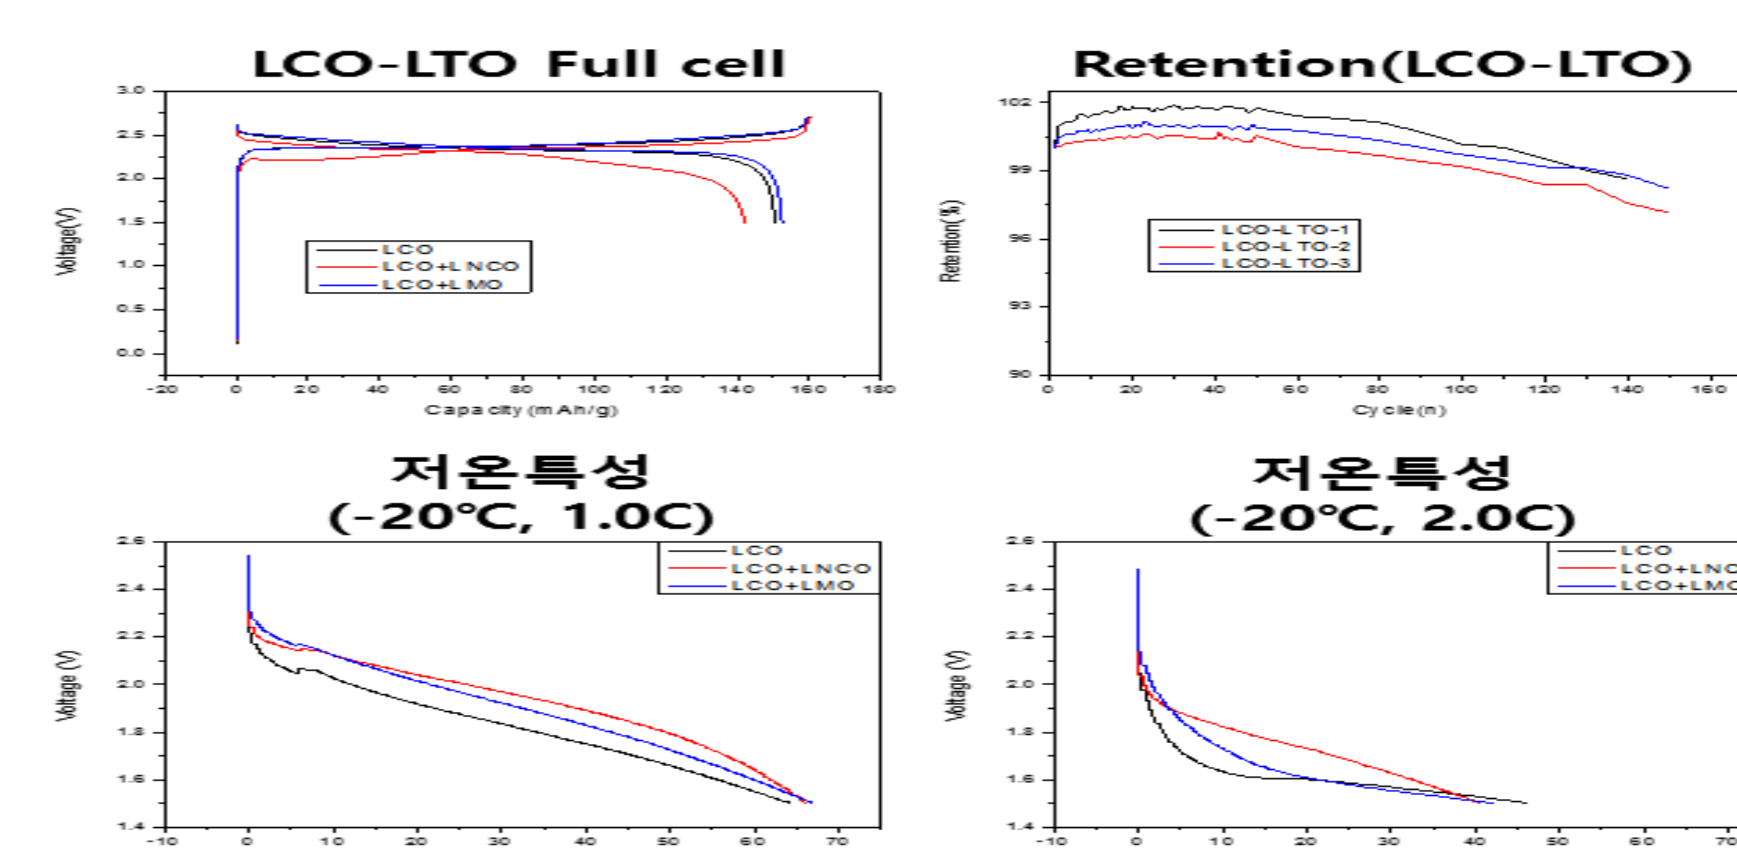 LCO-LTO Full cell
3.0
2.5
2.0
1.5
1.0
0.5
0.0
Voltage(V)
LCO
LCO+LNCO
LCO+LMO
-20 0 20 40 60 80 100 120 140 160 180
Capacity (mAh/g)
Retention(LCO-LTO)
102
99
96
93
90
Retention(%)
LCO-LTO-1
LCO-LTO-2
LCO-LTO-3
0 20 40 60 80 100 120 140 160
Cycle(n)
저온특성
(-20℃, 1.0C)
2.6
2.4
2.2
2.0
1.8
1.6
1.4
Voltage (V)
LCO
LCO+LNCO
LCO+LMO
-10 0 10 20 30 40 50 60 70
저온특성
(-20℃, 2.0C)
2.6
2.4
2.2
2.0
1.8
1.6
1.4
Voltage (V)
LCO
LCO+LNC
LCO+LMO
-10 0 10 20 30 40 50 60 70